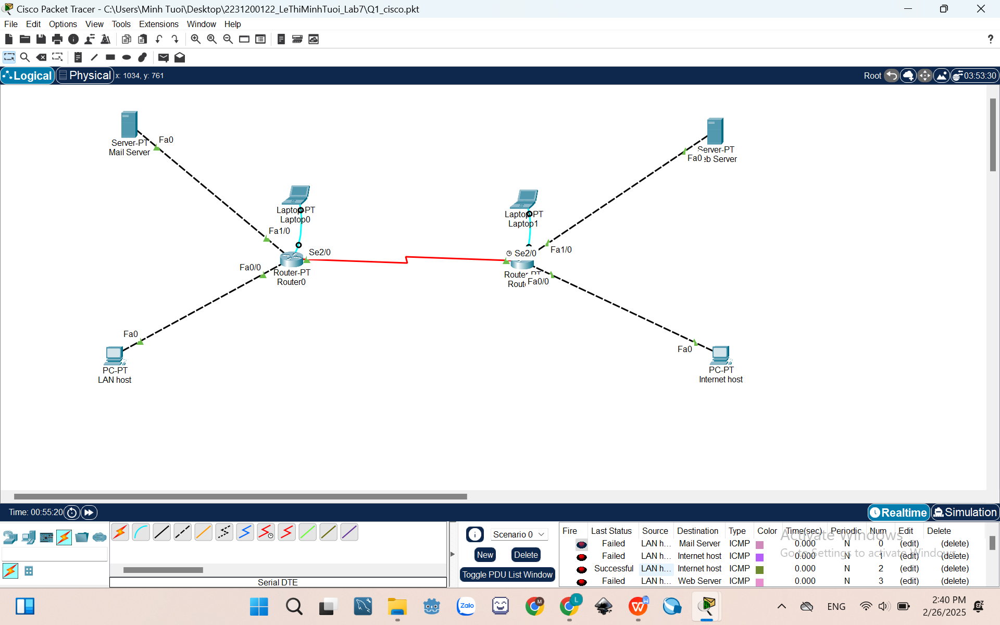 Cisco Packet Tracer - C:\Users\Minh Tuoi\Desktop\2231200122_LeThiMinhTuoi_Lab7\Q1_cisco.pkt
File Edit Options View Tools Extensions Window Help
?
Logical Physical x: 1034, y: 761 Root 03:53:30
Server-PT
Mail Server
Fa0
Server-PT
Fa0 eb Server
Laptop-PT
Laptop0
Laptop-PT
Laptop1
Fa1/0
Se2/0
Fa0/0
Router-PT
Router0
Se2/0
Fa1/0
Fa0/0
Fa0
PC-PT
LAN host
Fa0
PC-PT
Internet host
Time: 00:55:20 Realtime Simulation
Scenario 0
New Delete
Toggle PDU List Window
Serial DTE
Fire Last Status Source Destination Type Color Time(sec) Periodic Num Edit Delete
Failed LAN h... Mail Server ICMP 0.000 N 0 (edit) (delete)
Failed LAN h... Internet host ICMP 0.000 N 1 (edit) (delete)
Successful LAN h... Internet host ICMP 0.000 N 2 (edit) (delete)
Failed LAN h... Web Server ICMP 0.000 N 3 (edit) (delete)
Activate Windows
Go to Settings to activate Windows.
Zalo
M
L
W
ENG
2:40 PM
2/26/2025